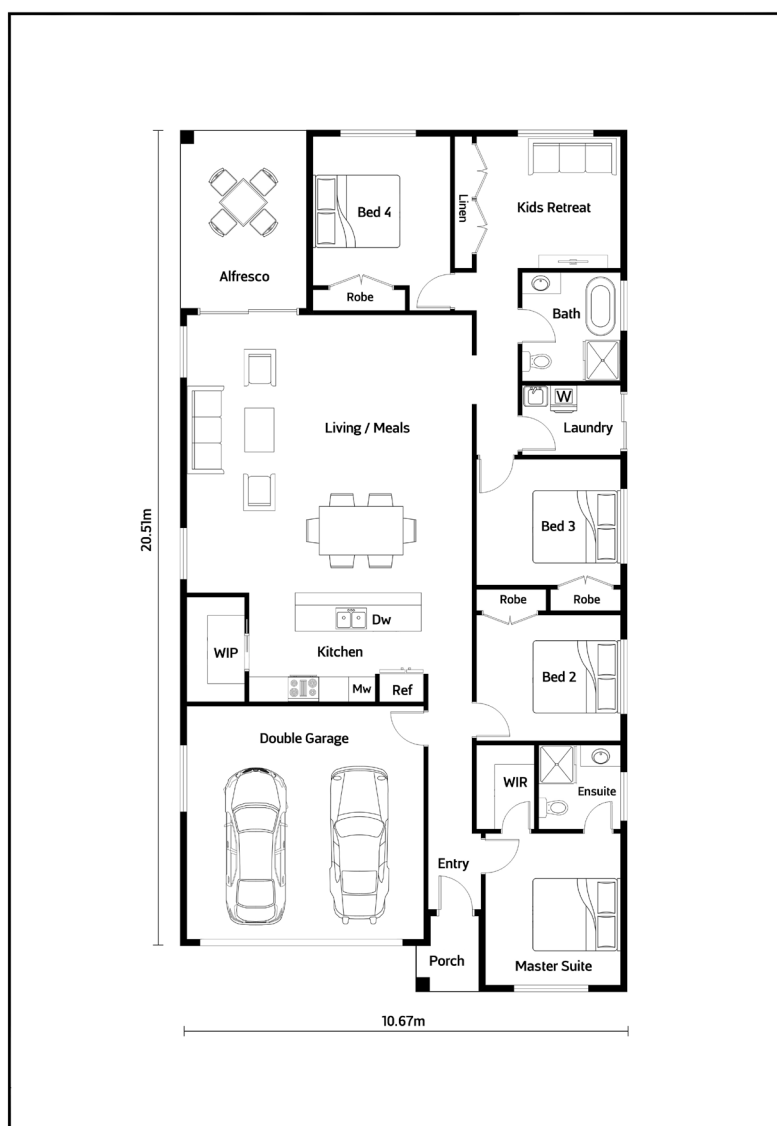 Bed 4
Linen
Kids Retreat
Alfresco
Robe
Bath
W
Living / Meals
Laundry
20.51m
Bed 3
Robe
Robe
Dw
WIP
Kitchen
Bed 2
Mw
Ref
Double Garage
WIR
Ensuite
Entry
Porch
Master Suite
10.67m